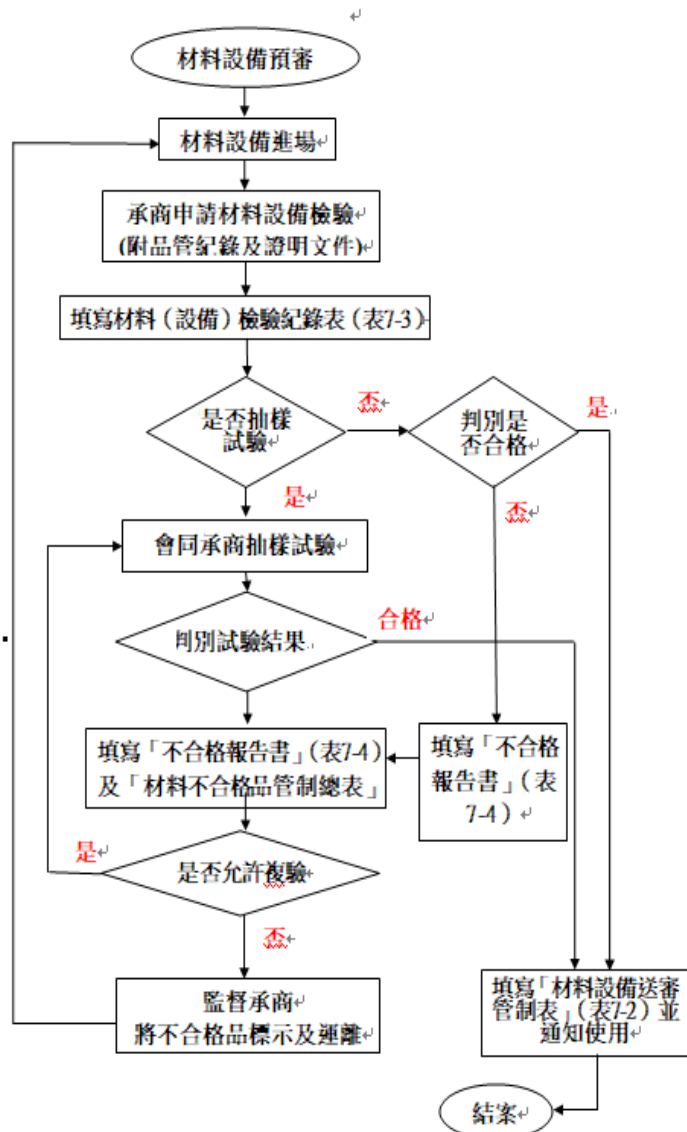 材料設備預審
材料設備進場
承商申請材料設備檢驗
(附品管紀錄及證明文件)
填寫材料（設備）檢驗紀錄表（表7-3）
是否抽樣
試驗
否
判別是
否合格
是
是
否
會同承商抽樣試驗
合格
判別試驗結果
填寫「不合格報告書」（表7-4）
及「材料不合格品管制總表」
填寫「不合格
報告書」（表
7-4）
是
是否允許複驗
否
監督承商
將不合格品標示及運離
填寫「材料設備送審
管制表」（表7-2）並
通知使用
結案